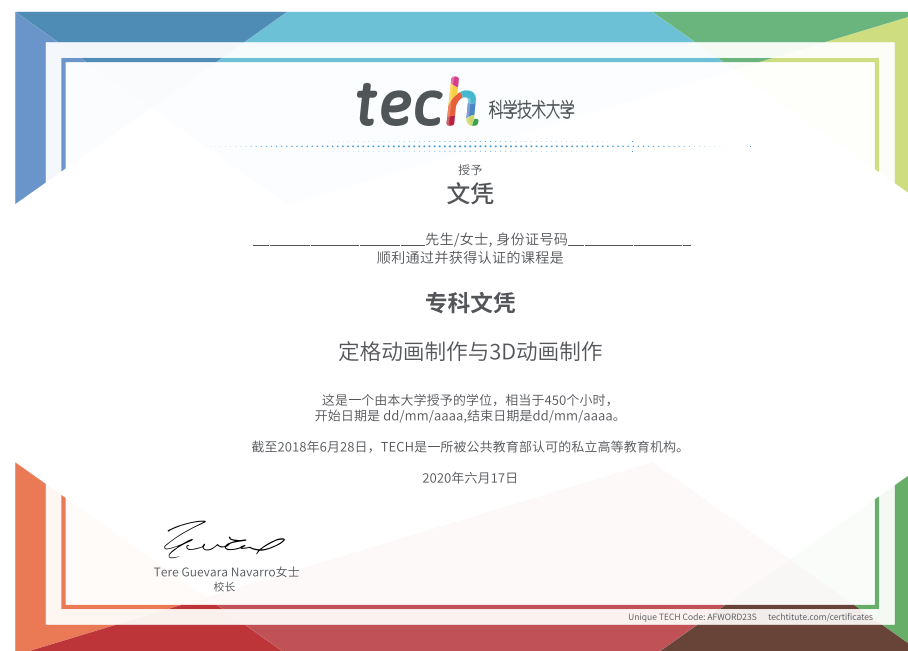 tech 科学技术大学
授予
文凭
_____________________先生/女士, 身份证号码_______________
顺利通过并获得认证的课程是
专科文凭
定格动画制作与3D动画制作
这是一个由本大学授予的学位，相当于450个小时，
开始日期是 dd/mm/aaaa,结束日期是dd/mm/aaaa。
截至2018年6月28日，TECH是一所被公共教育部认可的私立高等教育机构。
2020年六月17日
Tere Guevara Navarro女士
校长
Unique TECH Code: AFWORD23S techtitute.com/certificates